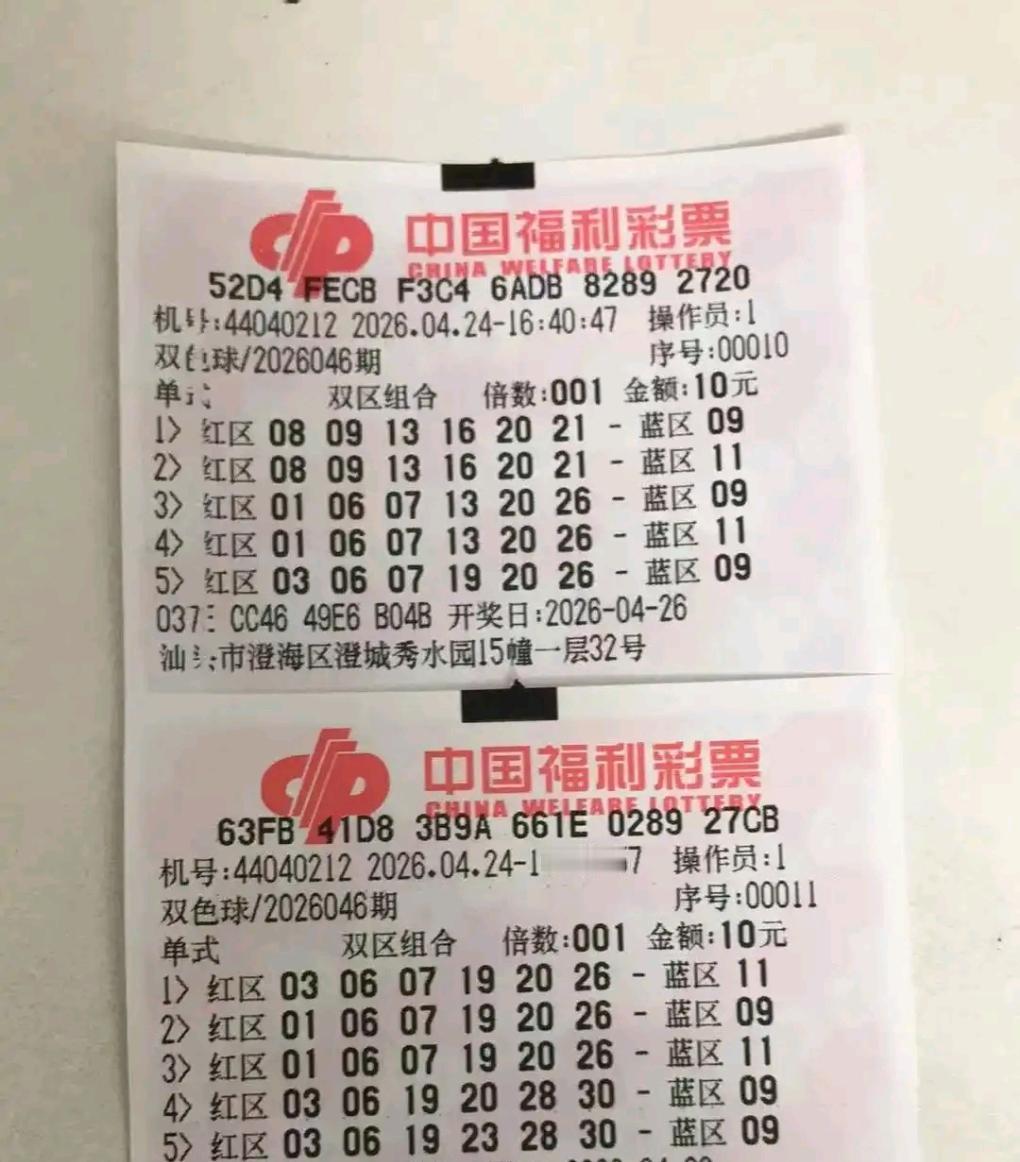 中国福利彩票
CHINA WELFARE LOTTERY
52D4 FECB F3C4 6ADB 8289 2720
机号:44040212 2026.04.24-16:40:47 操作员:1
双色球/2026046期 序号:00010
单式 双区组合 倍数:001 金额:10元
1> 红区 08 09 13 16 20 21 - 蓝区 09
2> 红区 08 09 13 16 20 21 - 蓝区 11
3> 红区 01 06 07 13 20 26 - 蓝区 09
4> 红区 01 06 07 13 20 26 - 蓝区 11
5> 红区 03 06 07 19 20 26 - 蓝区 09
CC46 49E6 B04B 开奖日:2026-04-26
汕头市澄海区澄城秀水园15幢一层32号
中国福利彩票
CHINA WELFARE LOTTERY
63FB 41D8 3B9A 661E 0289 27CB
机号:44040212 2026.04.24-1 7 操作员:1
双色球/2026046期 序号:00011
单式 双区组合 倍数:001 金额:10元
1> 红区 03 06 07 19 20 26 - 蓝区 11
2> 红区 01 06 07 19 20 26 - 蓝区 09
3> 红区 01 06 07 19 20 26 - 蓝区 11
4> 红区 03 06 19 20 28 30 - 蓝区 09
5> 红区 03 06 19 23 28 30 - 蓝区 09